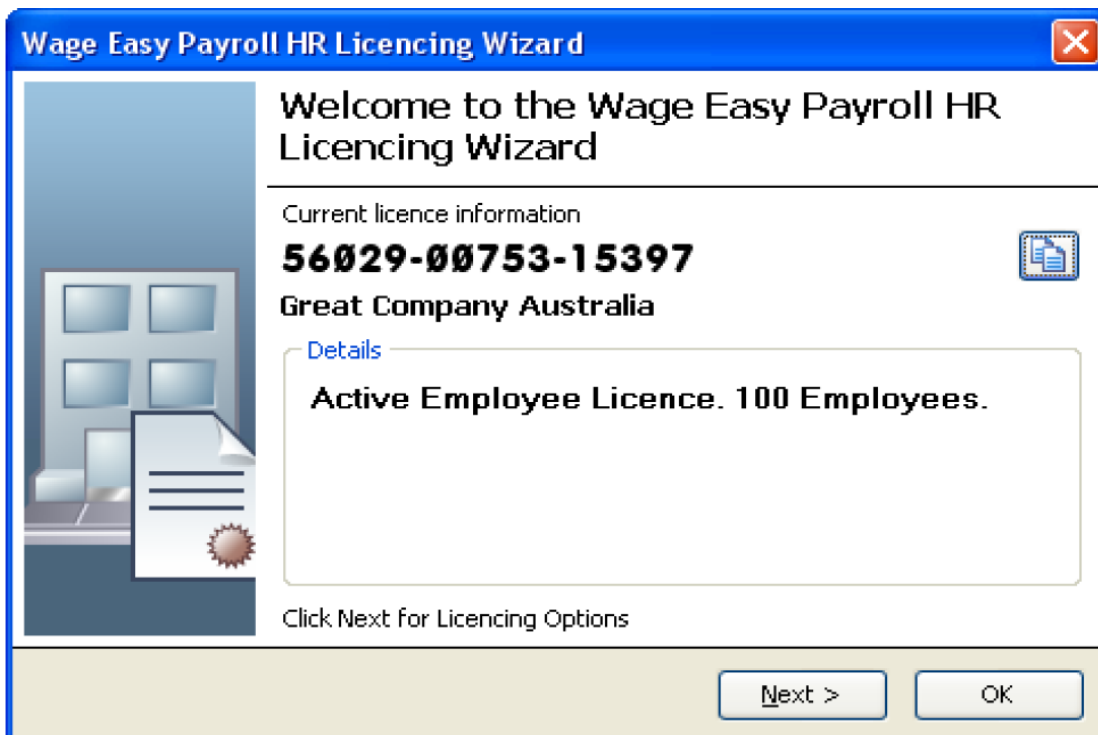 Wage Easy Payroll HR Licencing Wizard
Welcome to the Wage Easy Payroll HR
Licencing Wizard
Current licence information
56029-00753-15397
Great Company Australia
Details
Active Employee Licence. 100 Employees.
Click Next for Licencing Options
Next >
OK